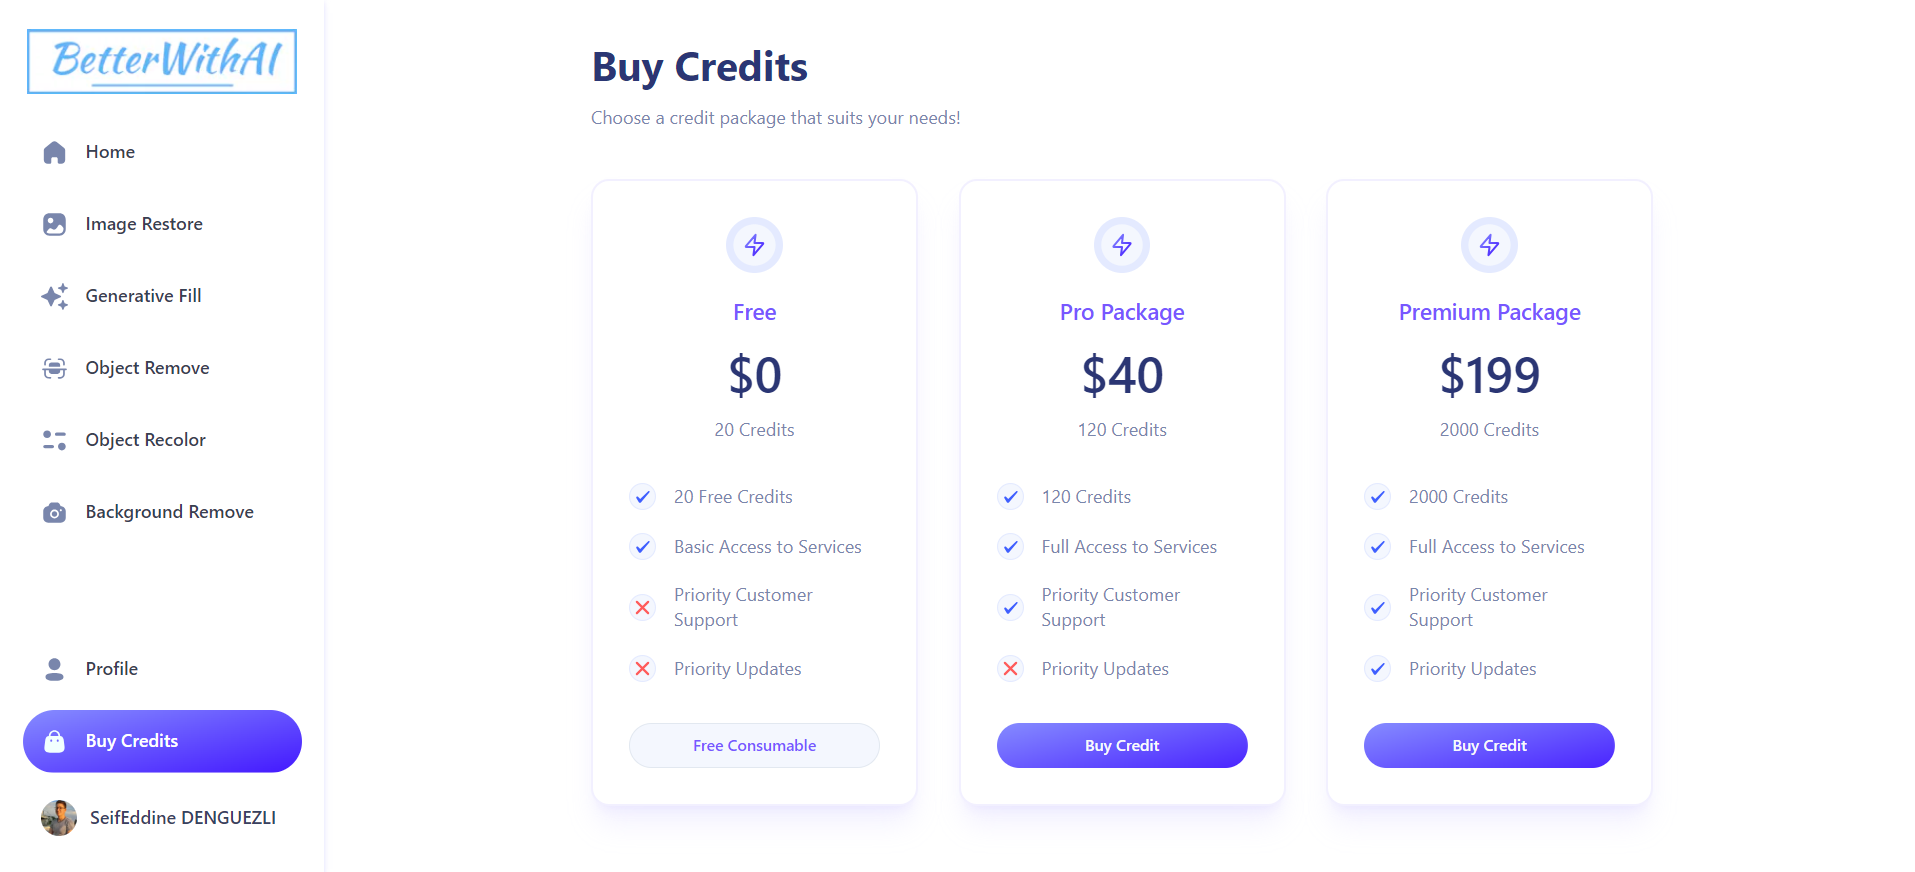 BetterWithAI
Home
Image Restore
Generative Fill
Object Remove
Object Recolor
Background Remove
Profile
Buy Credits
SeifEddine DENGUEZLI
Buy Credits
Choose a credit package that suits your needs!
Free
$0
20 Credits
20 Free Credits
Basic Access to Services
Priority Customer
Support
Priority Updates
Free Consumable
Pro Package
$40
120 Credits
120 Credits
Full Access to Services
Priority Customer
Support
Priority Updates
Buy Credit
Premium Package
$199
2000 Credits
2000 Credits
Full Access to Services
Priority Customer
Support
Priority Updates
Buy Credit